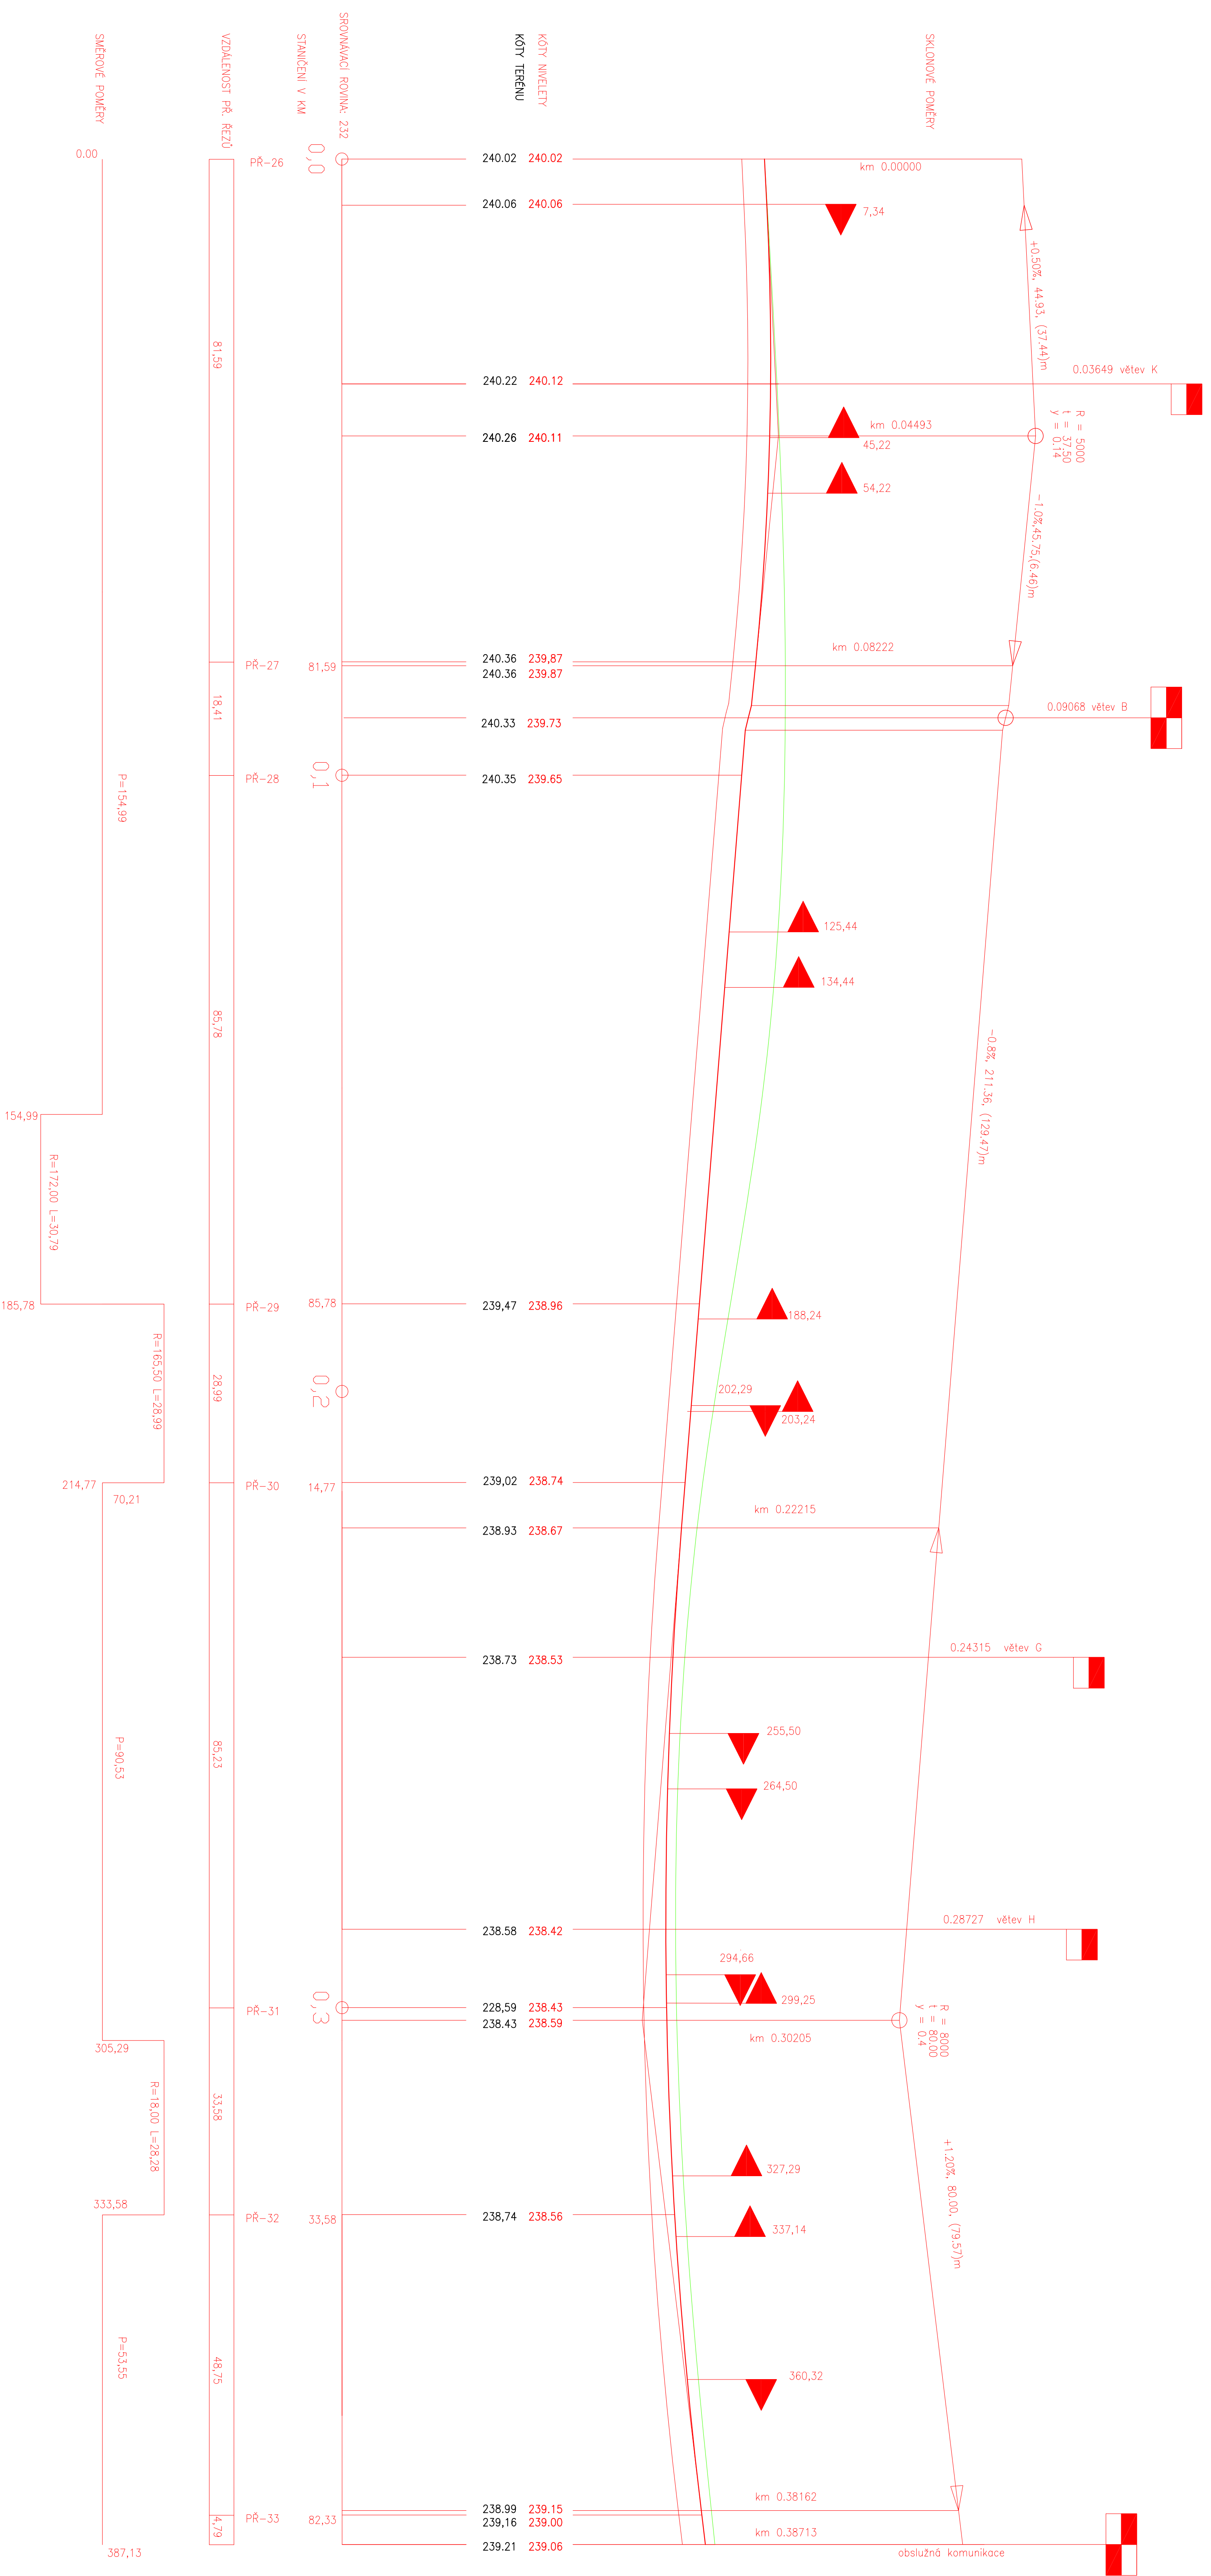 SMĚROVÉ POMĚRY
VZDÁLENOST PŘ. ŘEZŮ
STANIČENÍ V KM
SROVNÁVACÍ ROVINA: 232
KÓTY TERÉNU
KÓTY NIVELETY
SKLONOVÉ POMĚRY
0.00
PŘ-26
0,0
240.02 240.02
km 0.00000
240.06 240.06
7,34
+0.50%, 44.93, (37.44)m
81,59
240.22 240.12
0.03649 větev K
240.26 240.11
km 0.04493
45,22
R = 5000
t = 37.50
y = 0.14
54,22
-1.0%,45.75,(6.46)m
PŘ-27
81,59
240.36 239,87
240.36 239.87
km 0.08222
18,41
240.33 239.73
0.09068 větev B
P=154,99
PŘ-28
0,1
240.35 239.65
125,44
134,44
85,78
-0.8%, 211.36, (129.47)m
154,99
R=172,00 L=30,79
185,78
PŘ-29
85,78
239,47 238.96
188,24
R=165,50 L=28,99
28,99
0,2
202,29
203,24
214,77
70,21
PŘ-30
14,77
239,02 238.74
238.93 238.67
km 0.22215
238.73 238.53
0.24315 větev G
P=90,53
85,23
255,50
264,50
238.58 238.42
0.28727 větev H
294,66
299,25
PŘ-31
0,3
228,59 238.43
238.43 238.59
km 0.30205
R = 8000
t = 80.00
y = 0.4
305,29
R=18,00 L=28,28
33,58
+1.20%, 80.00, (79.57)m
327,29
333,58
PŘ-32
33,58
238,74 238.56
337,14
P=53,55
48,75
360,32
238.99 239.15
km 0.38162
4,79
PŘ-33
82,33
239,16 239.00
km 0.38713
387,13
239.21 239.06
obslužná komunikace